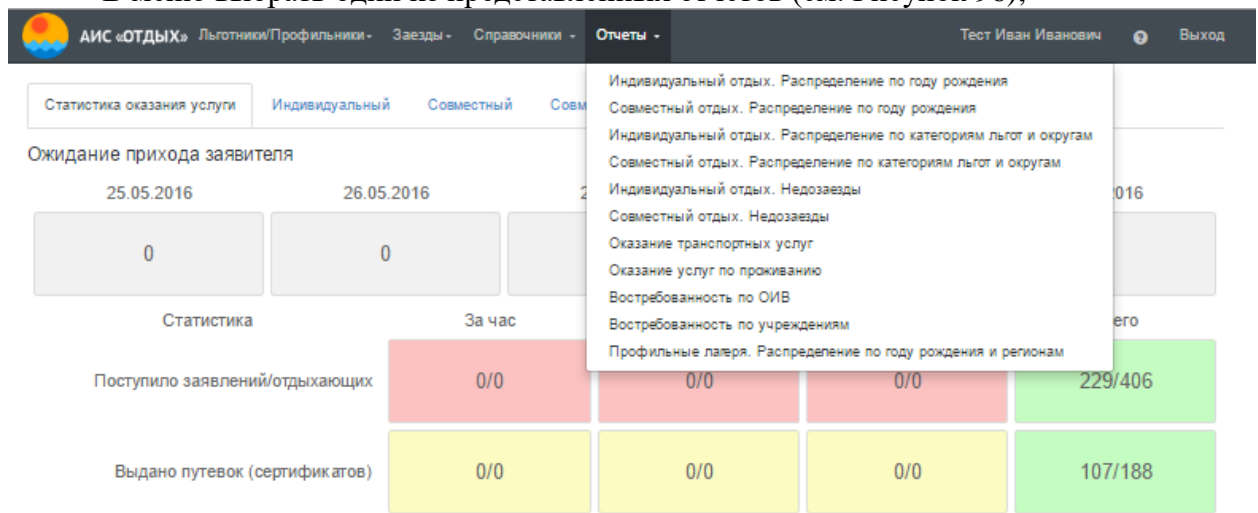 АИС «ОТДЫХ» Льготники/Профильники Заезды Справочники Отчеты Тест Иван Иванович ? Выход
Индивидуальный отдых. Распределение по году рождения
Совместный отдых. Распределение по году рождения
Индивидуальный отдых. Распределение по категориям льгот и округам
Совместный отдых. Распределение по категориям льгот и округам
Индивидуальный отдых. Недозаезды
Совместный отдых. Недозаезды
Оказание транспортных услуг
Оказание услуг по проживанию
Востребованность по ОИВ
Востребованность по учреждениям
Профильные лагеря. Распределение по году рождения и регионам
Статистика оказания услуги Индивидуальный Совместный Совм
Ожидание прихода заявителя
25.05.2016 26.05.2016 2 016
0 0
Статистика За час его
Поступило заявлений/отдыхающих 0/0 0/0 0/0 229/406
Выдано путевок (сертификатов) 0/0 0/0 0/0 107/188